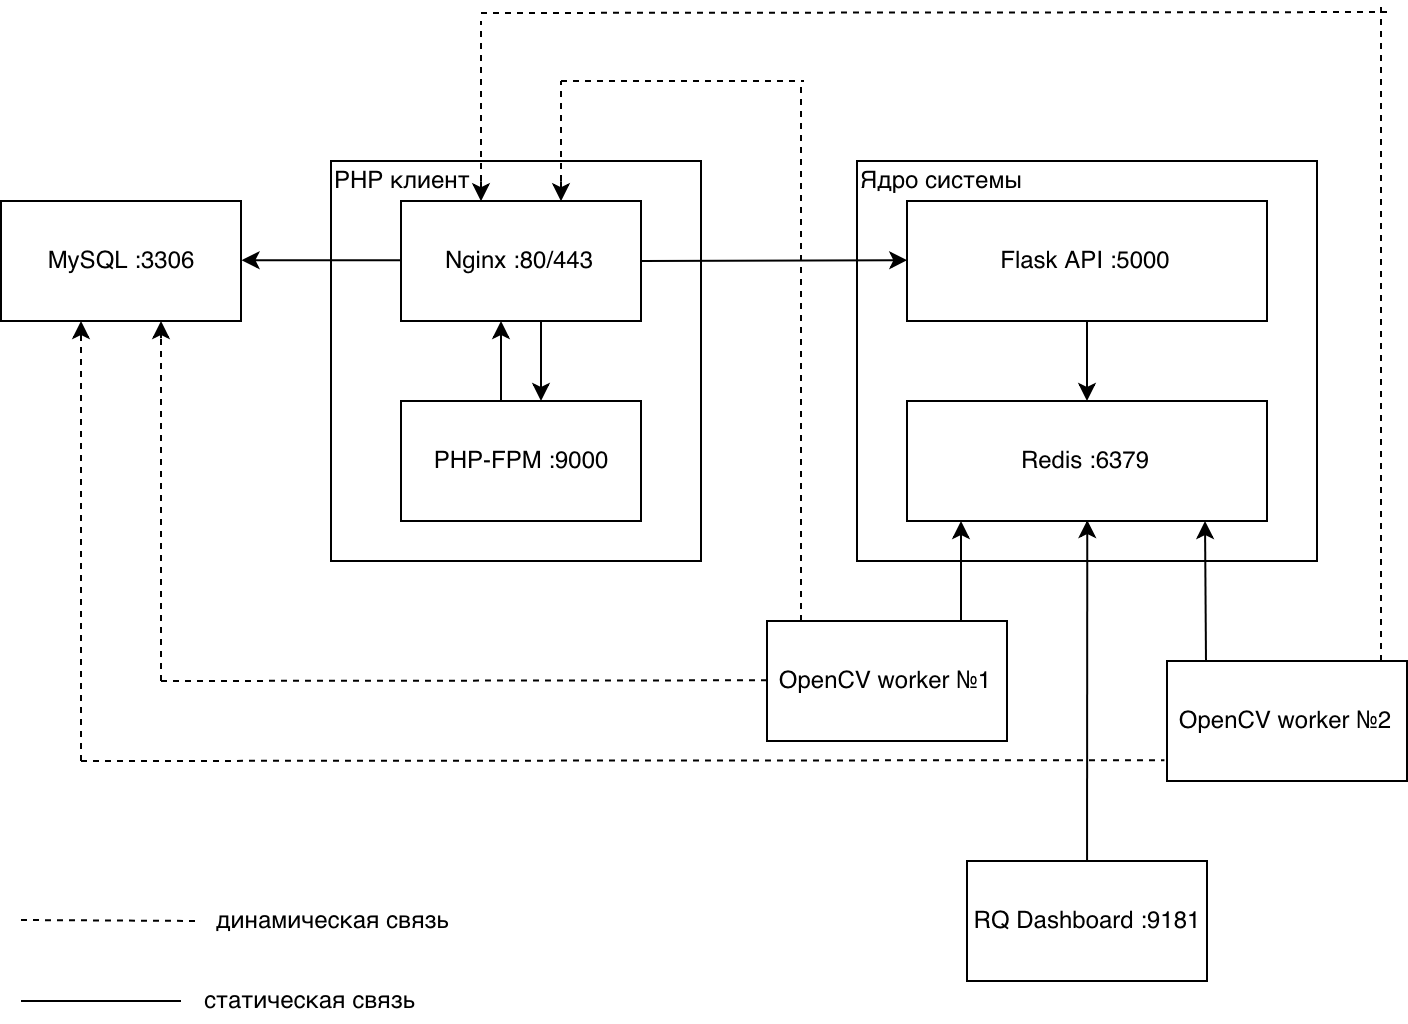 PHP клиент
Ядро системы
MySQL :3306
Nginx :80/443
Flask API :5000
PHP-FPM :9000
Redis :6379
OpenCV worker №1
OpenCV worker №2
RQ Dashboard :9181
динамическая связь
статическая связь